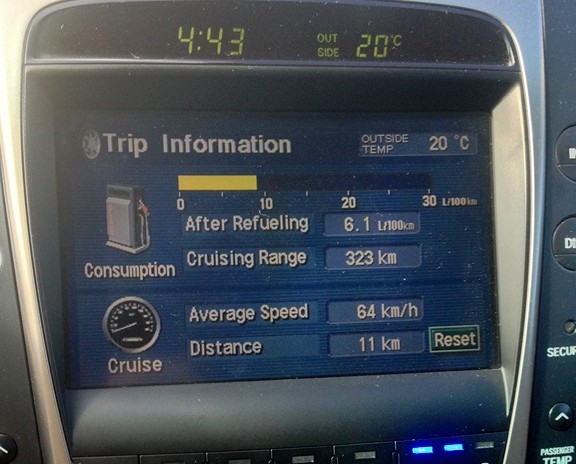 4:43 OUT SIDE 20°C
Trip Information
OUTSIDE TEMP 20 °C
0 10 20 30 L/100km
After Refueling 6.1 L/100km
Consumption
Cruising Range 323 km
Average Speed 64 km/h
Distance 11 km Reset
Cruise
PASSENGER
TEMP